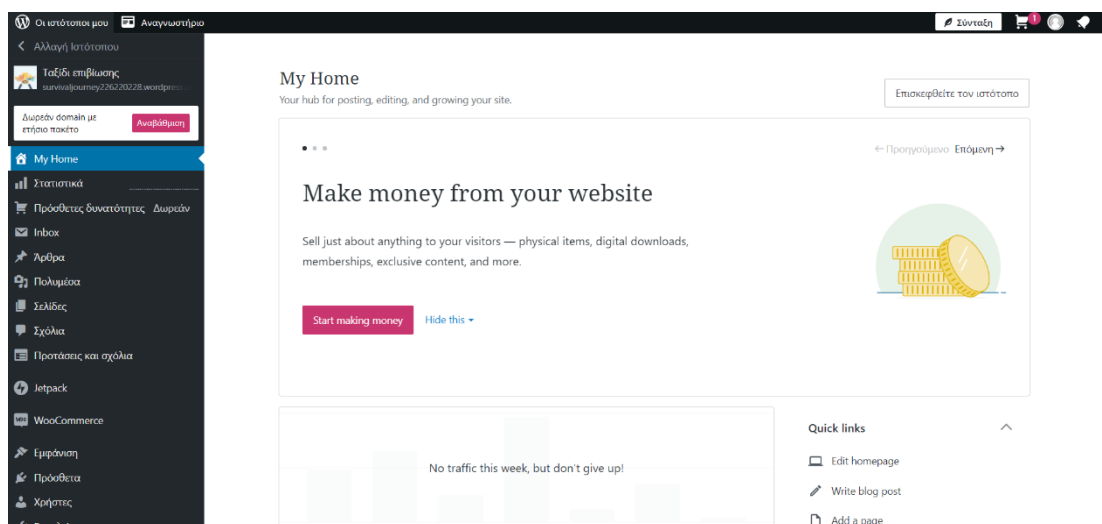 Οι ιστότοποι μου Αναγνωστήριο Σύνταξη 1
Αλλαγή Ιστότοπου
Ταξίδι επιβίωσης
survivaljourney226220228.wordpress
Δωρεάν domain με
ετήσιο πακέτο
Αναβάθμιση
My Home
Στατιστικά
Πρόσθετες δυνατότητες Δωρεάν
Inbox
Άρθρα
Πολυμέσα
Σελίδες
Σχόλια
Προτάσεις και σχόλια
Jetpack
WooCommerce
Εμφάνιση
Πρόσθετα
Χρήστες
My Home
Your hub for posting, editing, and growing your site.
Επισκεφθείτε τον ιστότοπο
← Προηγούμενο Επόμενη →
Make money from your website
Sell just about anything to your visitors — physical items, digital downloads,
memberships, exclusive content, and more.
Start making money Hide this
No traffic this week, but don't give up!
Quick links
Edit homepage
Write blog post
Add a page